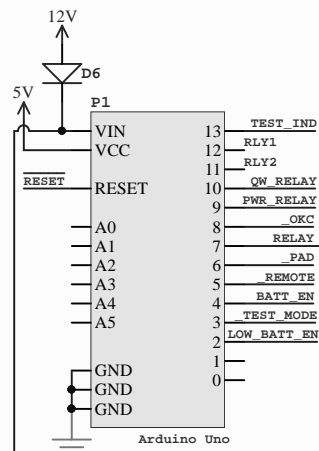 12V
D6
5V
P1
VIN 13 TEST_IND
VCC 12 RLY1
11 RLY2
RESET RESET 10 QW_RELAY
9 PWR_RELAY
A0 8 _OKC
A1 7 RELAY
A2 6 _PAD
A3 5 _REMOTE
A4 4 BATT_EN
A5 3 _TEST_MODE
2 LOW_BATT_EN
GND 1
GND 0
GND
Arduino Uno